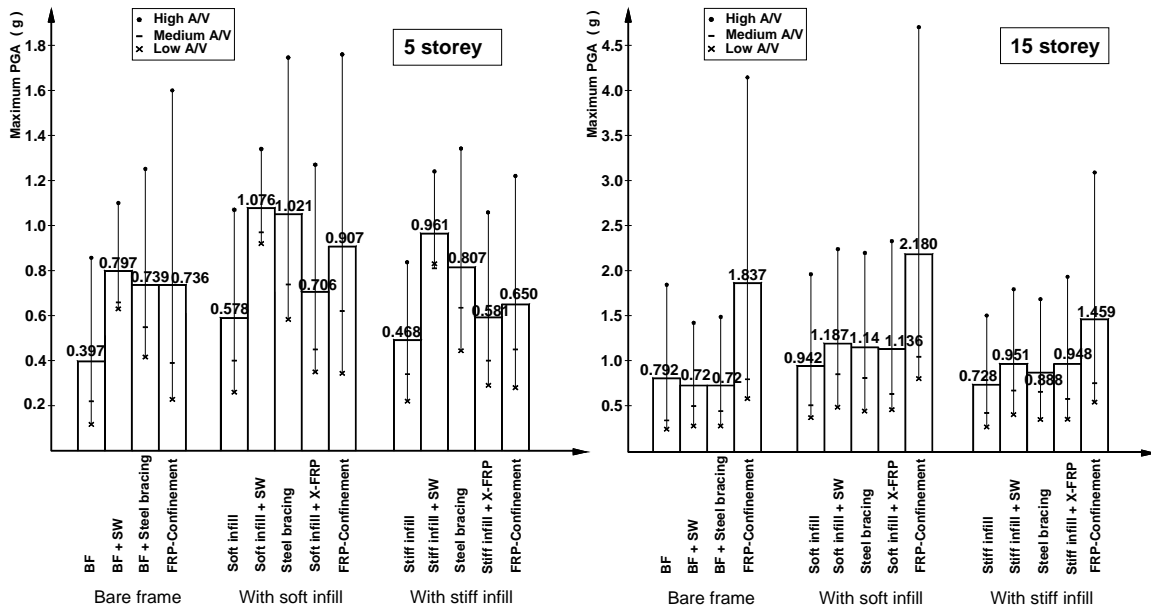 Maximum PGA (g)
High A/V
Medium A/V
Low A/V
5 storey
1.8
1.6
1.4
1.2
1.0
0.8
0.6
0.4
0.2
0.397
0.797
0.739
0.736
0.578
1.076
1.021
0.706
0.907
0.468
0.961
0.807
0.581
0.650
BF
BF + SW
BF + Steel bracing
FRP-Confinement
Soft infill
Soft infill + SW
Steel bracing
Soft infill + X-FRP
FRP-Confinement
Stiff infill
Stiff infill + SW
Steel bracing
Stiff infill + X-FRP
FRP-Confinement
Bare frame
With soft infill
With stiff infill
Maximum PGA (g)
High A/V
Medium A/V
Low A/V
15 storey
4.5
4.0
3.5
3.0
2.5
2.0
1.5
1.0
0.5
0.792
0.72
0.72
1.837
0.942
1.187
1.14
1.136
2.180
0.728
0.951
0.888
0.948
1.459
BF
BF + SW
BF + Steel bracing
FRP-Confinement
Soft infill
Soft infill + SW
Steel bracing
Soft infill + X-FRP
FRP-Confinement
Stiff infill
Stiff infill + SW
Steel bracing
Stiff infill + X-FRP
FRP-Confinement
Bare frame
With soft infill
With stiff infill